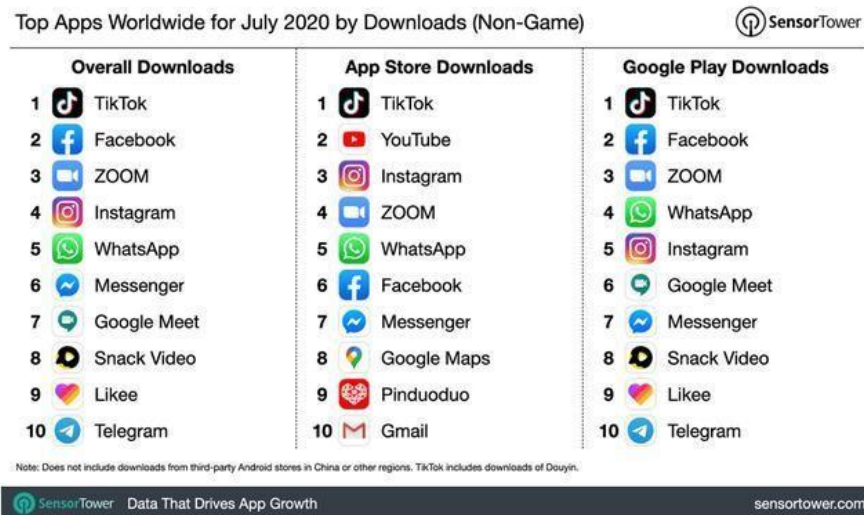 Top Apps Worldwide for July 2020 by Downloads (Non-Game)
SensorTower
Overall Downloads
1 TikTok
2 Facebook
3 ZOOM
4 Instagram
5 WhatsApp
6 Messenger
7 Google Meet
8 Snack Video
9 Likee
10 Telegram
App Store Downloads
1 TikTok
2 YouTube
3 Instagram
4 ZOOM
5 WhatsApp
6 Facebook
7 Messenger
8 Google Maps
9 Pinduoduo
10 Gmail
Google Play Downloads
1 TikTok
2 Facebook
3 ZOOM
4 WhatsApp
5 Instagram
6 Google Meet
7 Messenger
8 Snack Video
9 Likee
10 Telegram
Note: Does not include downloads from third-party Android stores in China or other regions. TikTok includes downloads of Douyin.
SensorTower Data That Drives App Growth
sensortower.com